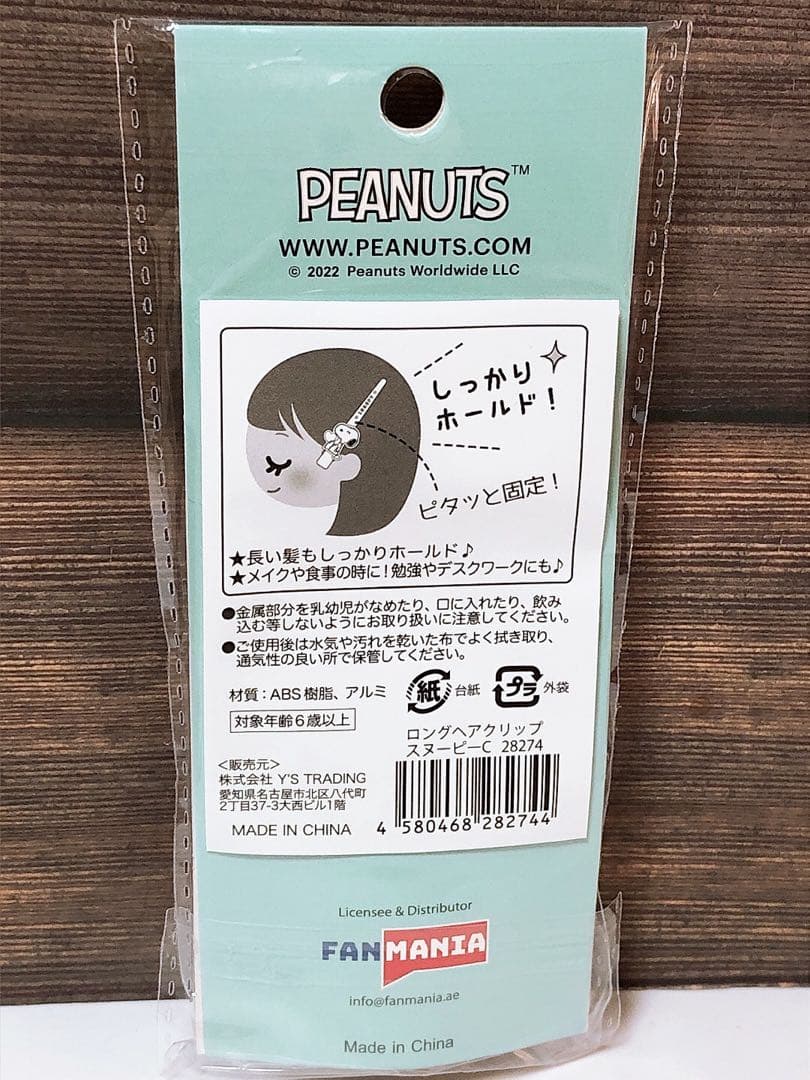 PEANUTS™
WWW.PEANUTS.COM
© 2022 Peanuts Worldwide LLC
しっかり
ホールド!
ピタッと固定!
★長い髪もしっかりホールド♪
★メイクや食事の時に!勉強やデスクワークにも♪
●金属部分を乳幼児がなめたり、口に入れたり、飲み
込む等しないようにお取り扱いに注意してください。
●ご使用後は水気や汚れを乾いた布でよく拭き取り、
通気性の良い所で保管してください。
材質:ABS樹脂、アルミ
紙 台紙
プラ 外袋
対象年齢6歳以上
ロングヘアクリップ
スヌーピーC 28274
<販売元>
株式会社 Y'S TRADING
愛知県名古屋市北区八代町
2丁目37-3大西ビル1階
MADE IN CHINA
4 580468 282744
Licensee & Distributor
FANMANIA
info@fanmania.ae
Made in China